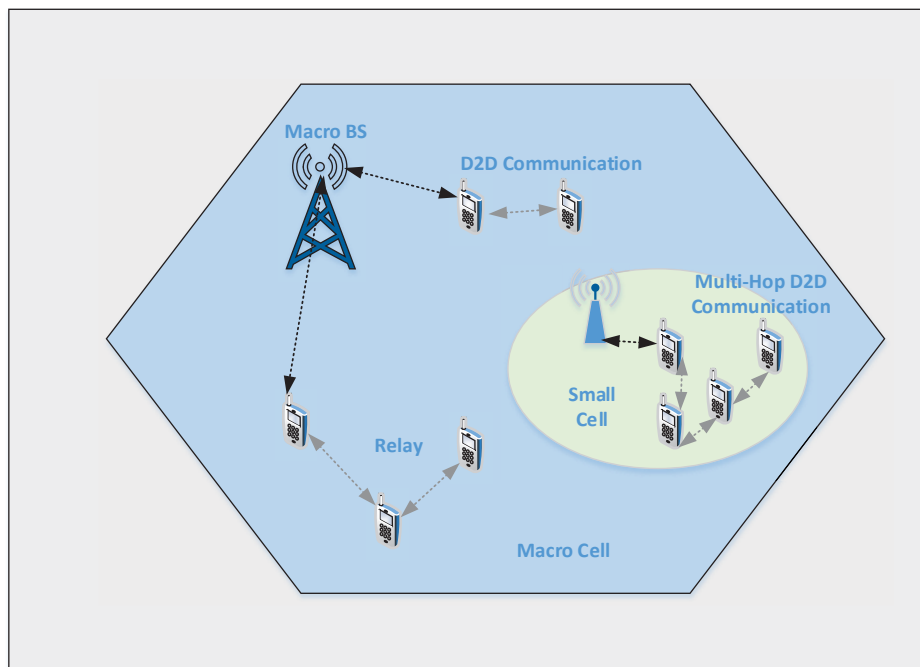 Macro BS
D2D Communication
Multi-Hop D2D
Communication
Small
Cell
Relay
Macro Cell